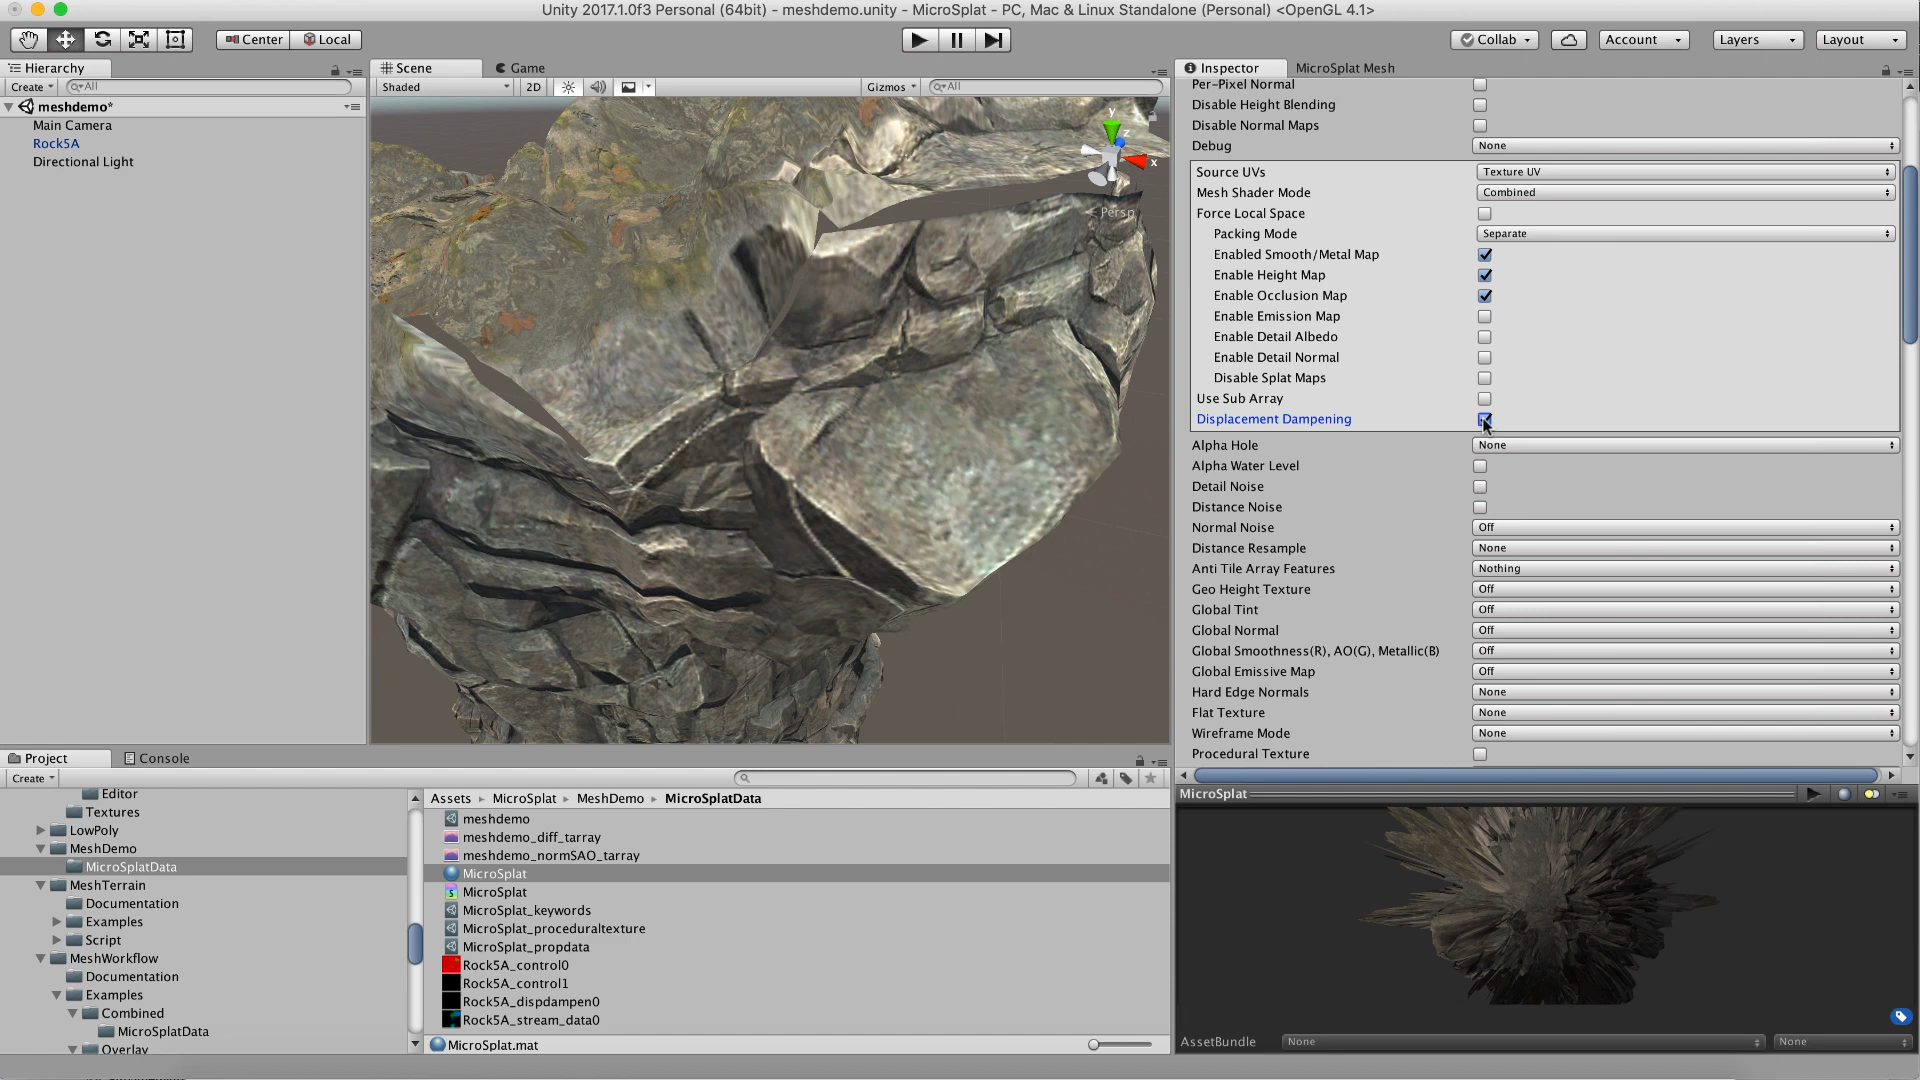 Unity 2017.1.0f3 Personal (64bit) - meshdemo.unity - MicroSplat - PC, Mac & Linux Standalone (Personal) <OpenGL 4.1>
Center
Local
Collab
Account
Layers
Layout
Hierarchy
Create
All
meshdemo*
Main Camera
Rock5A
Directional Light
Scene
Game
Shaded
2D
Gizmos
All
y
z
x
Persp
Inspector
MicroSplat Mesh
Per-Pixel Normal
Disable Height Blending
Disable Normal Maps
Debug
None
Source UVs
Texture UV
Mesh Shader Mode
Combined
Force Local Space
Packing Mode
Separate
Enabled Smooth/Metal Map
Enable Height Map
Enable Occlusion Map
Enable Emission Map
Enable Detail Albedo
Enable Detail Normal
Disable Splat Maps
Use Sub Array
Displacement Dampening
Alpha Hole
None
Alpha Water Level
Detail Noise
Distance Noise
Normal Noise
Off
Distance Resample
None
Anti Tile Array Features
Nothing
Geo Height Texture
Off
Global Tint
Off
Global Normal
Off
Global Smoothness(R), AO(G), Metallic(B)
Off
Global Emissive Map
Off
Hard Edge Normals
None
Flat Texture
None
Wireframe Mode
None
Procedural Texture
Project
Console
Create
Editor
Textures
LowPoly
MeshDemo
MicroSplatData
MeshTerrain
Documentation
Examples
Script
MeshWorkflow
Documentation
Examples
Combined
MicroSplatData
Overlay
Assets
MicroSplat
MeshDemo
MicroSplatData
meshdemo
meshdemo_diff_tarray
meshdemo_normSAO_tarray
MicroSplat
MicroSplat
MicroSplat_keywords
MicroSplat_proceduraltexture
MicroSplat_propdata
Rock5A_control0
Rock5A_control1
Rock5A_dispdampen0
Rock5A_stream_data0
MicroSplat.mat
MicroSplat
AssetBundle
None
None